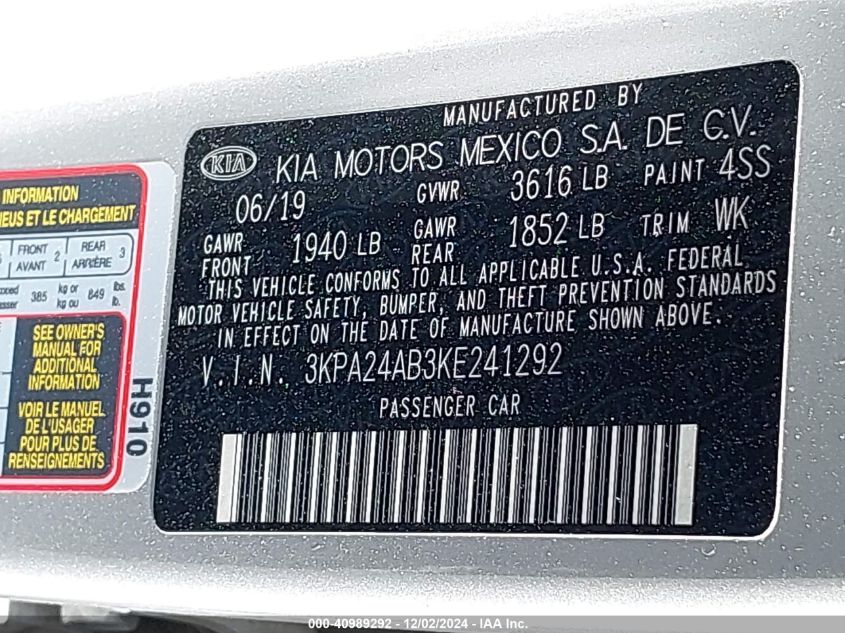 MANUFACTURED BY
KIA KIA MOTORS MEXICO S.A. DE C.V.
06/19 GVWR 3616 LB PAINT 4SS
GAWR FRONT 1940 LB GAWR REAR 1852 LB TRIM WK
THIS VEHICLE CONFORMS TO ALL APPLICABLE U.S.A. FEDERAL
MOTOR VEHICLE SAFETY, BUMPER, AND THEFT PREVENTION STANDARDS
IN EFFECT ON THE DATE OF MANUFACTURE SHOWN ABOVE.
V.I.N. 3KPA24AB3KE241292
PASSENGER CAR
INFORMATION
ET LE CHARGEMENT
FRONT AVANT 2 REAR ARRIÈRE 3
385 kg or kg ou 849 lbs. lb.
SEE OWNER'S
MANUAL FOR
ADDITIONAL
INFORMATION
VOIR LE MANUEL
DE L'USAGER
POUR PLUS DE
RENSEIGNEMENTS
H910
000-40989292 - 12/02/2024 - IAA Inc.